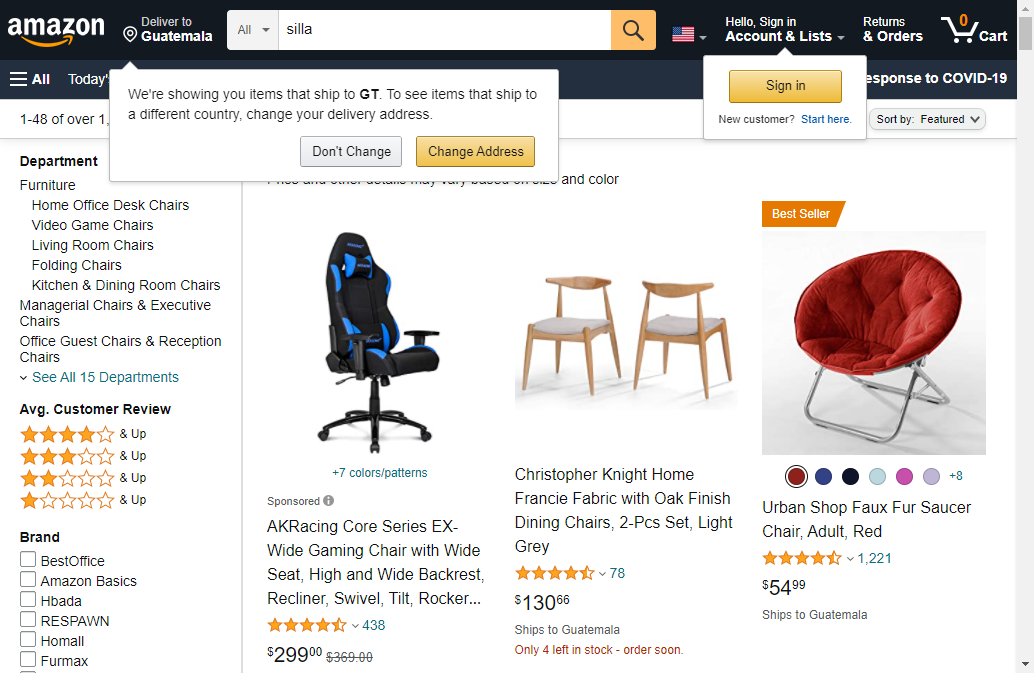 amazon
Deliver to
Guatemala
All
silla
Hello, Sign in
Account & Lists
Returns
& Orders
0
Cart
All
Today'
esponse to COVID-19
We're showing you items that ship to GT. To see items that ship to
a different country, change your delivery address.
Don't Change
Change Address
Sign in
New customer? Start here.
1-48 of over 1,
Sort by: Featured
Price and other details may vary based on size and color
Department
Furniture
Home Office Desk Chairs
Video Game Chairs
Living Room Chairs
Folding Chairs
Kitchen & Dining Room Chairs
Managerial Chairs & Executive
Chairs
Office Guest Chairs & Reception
Chairs
See All 15 Departments
Avg. Customer Review
& Up
& Up
& Up
& Up
Brand
BestOffice
Amazon Basics
Hbada
RESPAWN
Homall
Furmax
+7 colors/patterns
Sponsored
AKRacing Core Series EX-
Wide Gaming Chair with Wide
Seat, High and Wide Backrest,
Recliner, Swivel, Tilt, Rocker...
438
$29900 $369.00
Christopher Knight Home
Francie Fabric with Oak Finish
Dining Chairs, 2-Pcs Set, Light
Grey
78
$13066
Ships to Guatemala
Only 4 left in stock - order soon.
Best Seller
+8
Urban Shop Faux Fur Saucer
Chair, Adult, Red
1,221
$5499
Ships to Guatemala